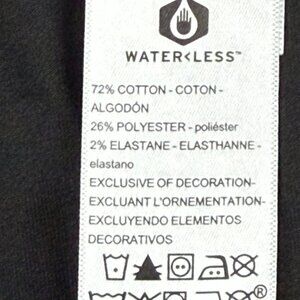 WATER<LESS™
72% COTTON - COTON -
ALGODÓN
26% POLYESTER - poliéster
2% ELASTANE - ELASTHANNE -
elastano
EXCLUSIVE OF DECORATION-
EXCLUANT L'ORNEMENTATION-
EXCLUYENDO ELEMENTOS
DECORATIVOS
®